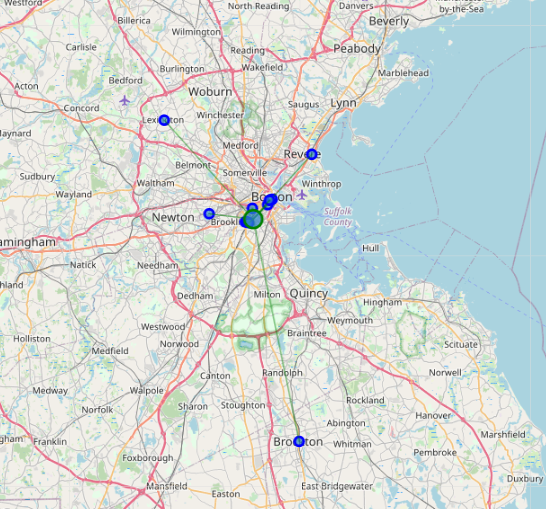 Westford
North Reading
Danvers
Manchester
by-the-Sea
Billerica
Wilmington
Beverly
Carlisle
Reading
Peabody
Burlington
Wakefield
Bedford
Marblehead
Acton
Woburn
Concord
Saugus
Lynn
Lexington
Winchester
Maynard
Medford
Revere
Belmont
Somerville
Sudbury
Waltham
Winthrop
Wayland
Boston
Newton
Brookl
Suffolk
County
amingham
Hull
Natick
Needham
Dedham
Milton
Quincy
Hingham
Westwood
Weymouth
Braintree
Holliston
Norwood
Scituate
Medfield
Canton
Randolph
Norwell
Medway
Walpole
Sharon
Stoughton
Rockland
Norfolk
Abington
Hanover
Franklin
Brockton
Whitman
Marshfield
Foxborough
Pembroke
Mansfield
Easton
East Bridgewater
Duxbury